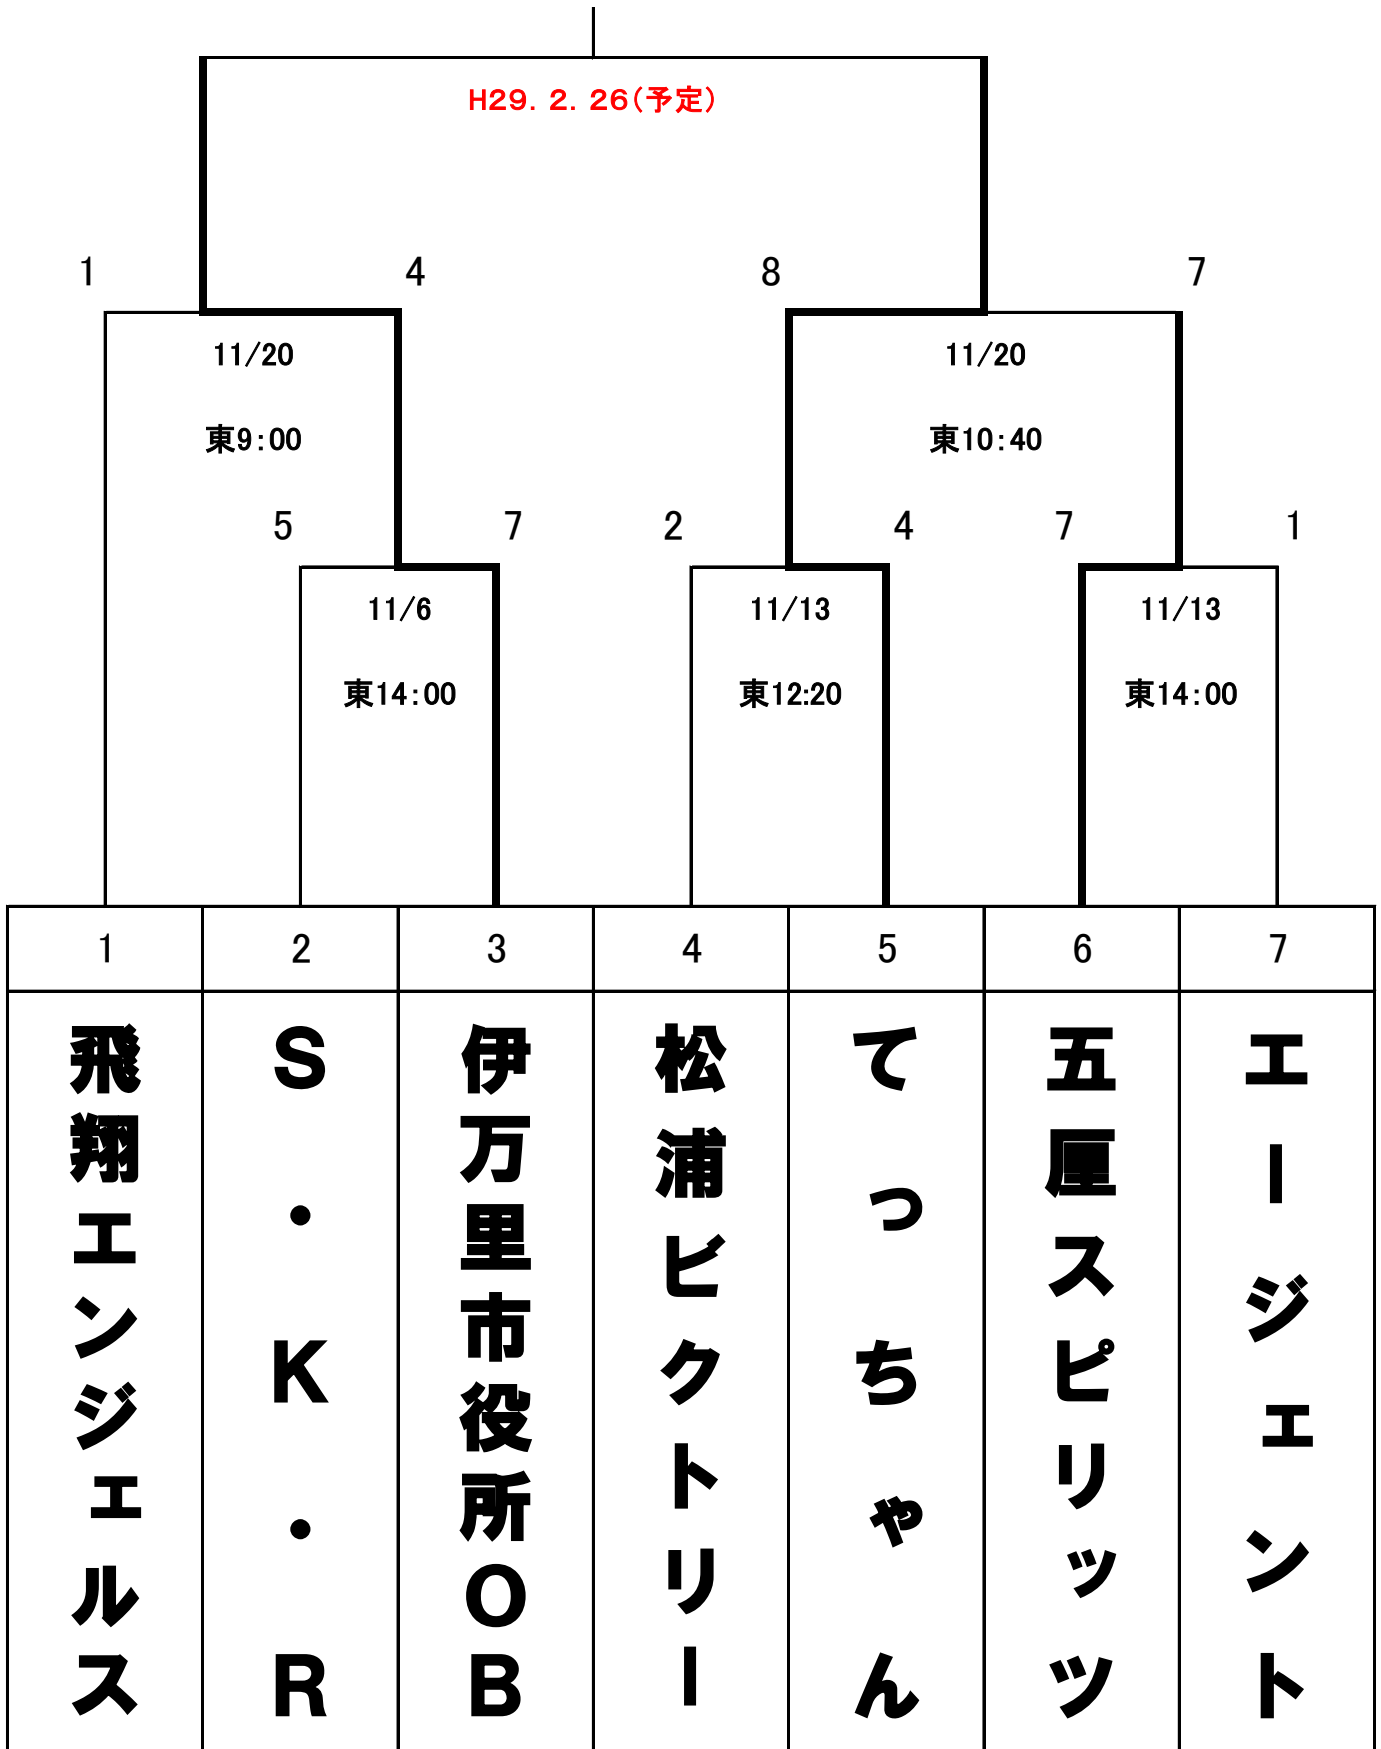 H29．2．26（予定）
1
4
8
7
11/20
11/20
東9：00
東10：40
5
7
2
4
7
1
11/6
11/13
11/13
東14：00
東12:20
東14：00
1
2
3
4
5
6
7
飛翔エンジェルス
S・K・R
伊万里市役所OB
松浦ビクトリー
てっちゃん
五厘スピリッツ
エージェント